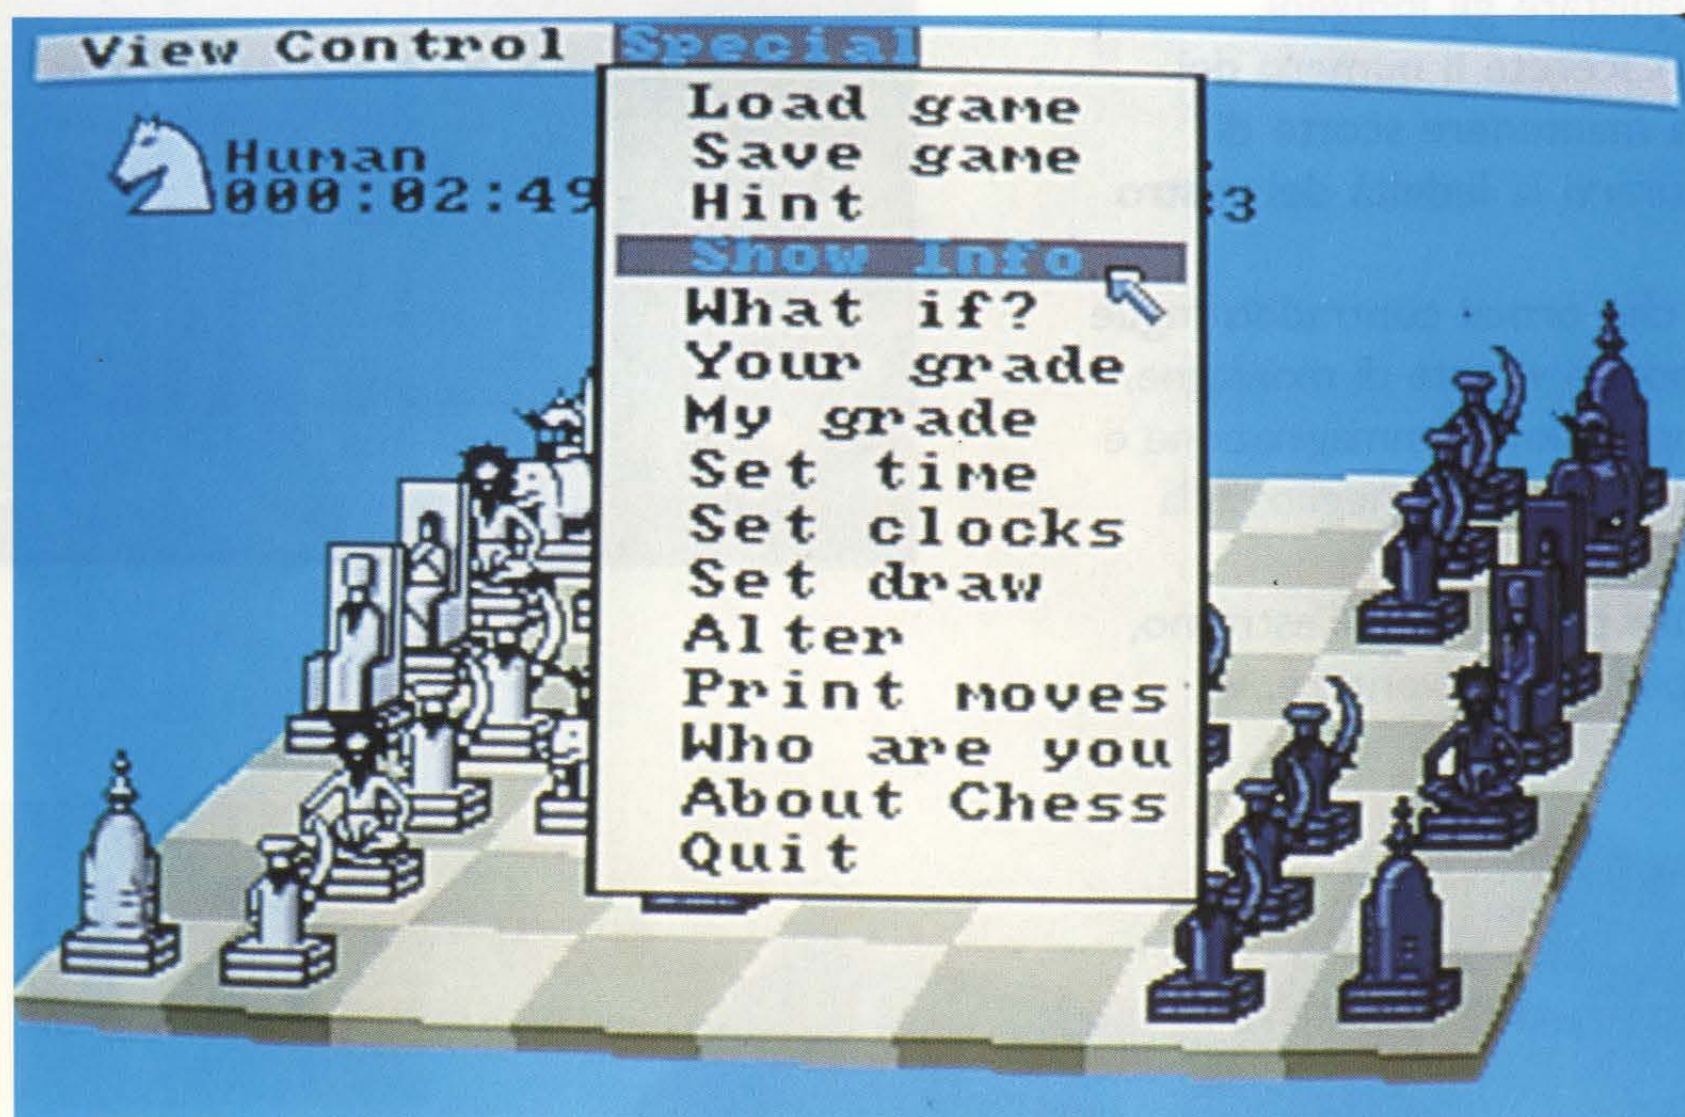 View Control Special
Human
000:02:49
:3
Load game
Save game
Hint
Show Info
What if?
Your grade
My grade
Set time
Set clocks
Set draw
Alter
Print moves
Who are you
About Chess
Quit